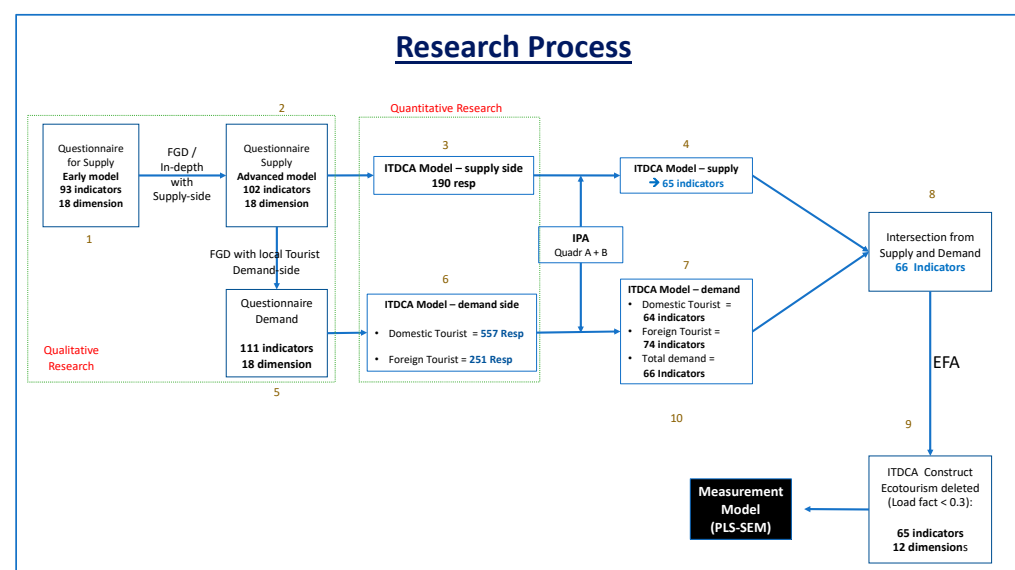 Research Process
2
Quantitative Research
Questionnaire
for Supply
Early model
93 indicators
18 dimension
1
FGD /
In-depth
with
Supply-side
Questionnaire
Supply
Advanced model
102 indicators
18 dimension
3
ITDCA Model – supply side
190 resp
4
ITDCA Model – supply
→ 65 indicators
FGD with local Tourist
Demand-side
IPA
Quadr A + B
8
Intersection from
Supply and Demand
66 Indicators
Qualitative
Research
Questionnaire
Demand
111 indicators
18 dimension
5
6
ITDCA Model – demand side
• Domestic Tourist = 557 Resp
• Foreign Tourist = 251 Resp
7
ITDCA Model – demand
• Domestic Tourist =
64 indicators
• Foreign Tourist =
74 indicators
• Total demand =
66 Indicators
10
EFA
9
ITDCA Construct
Ecotourism deleted
(Load fact < 0.3):
65 indicators
12 dimensions
Measurement
Model
(PLS-SEM)